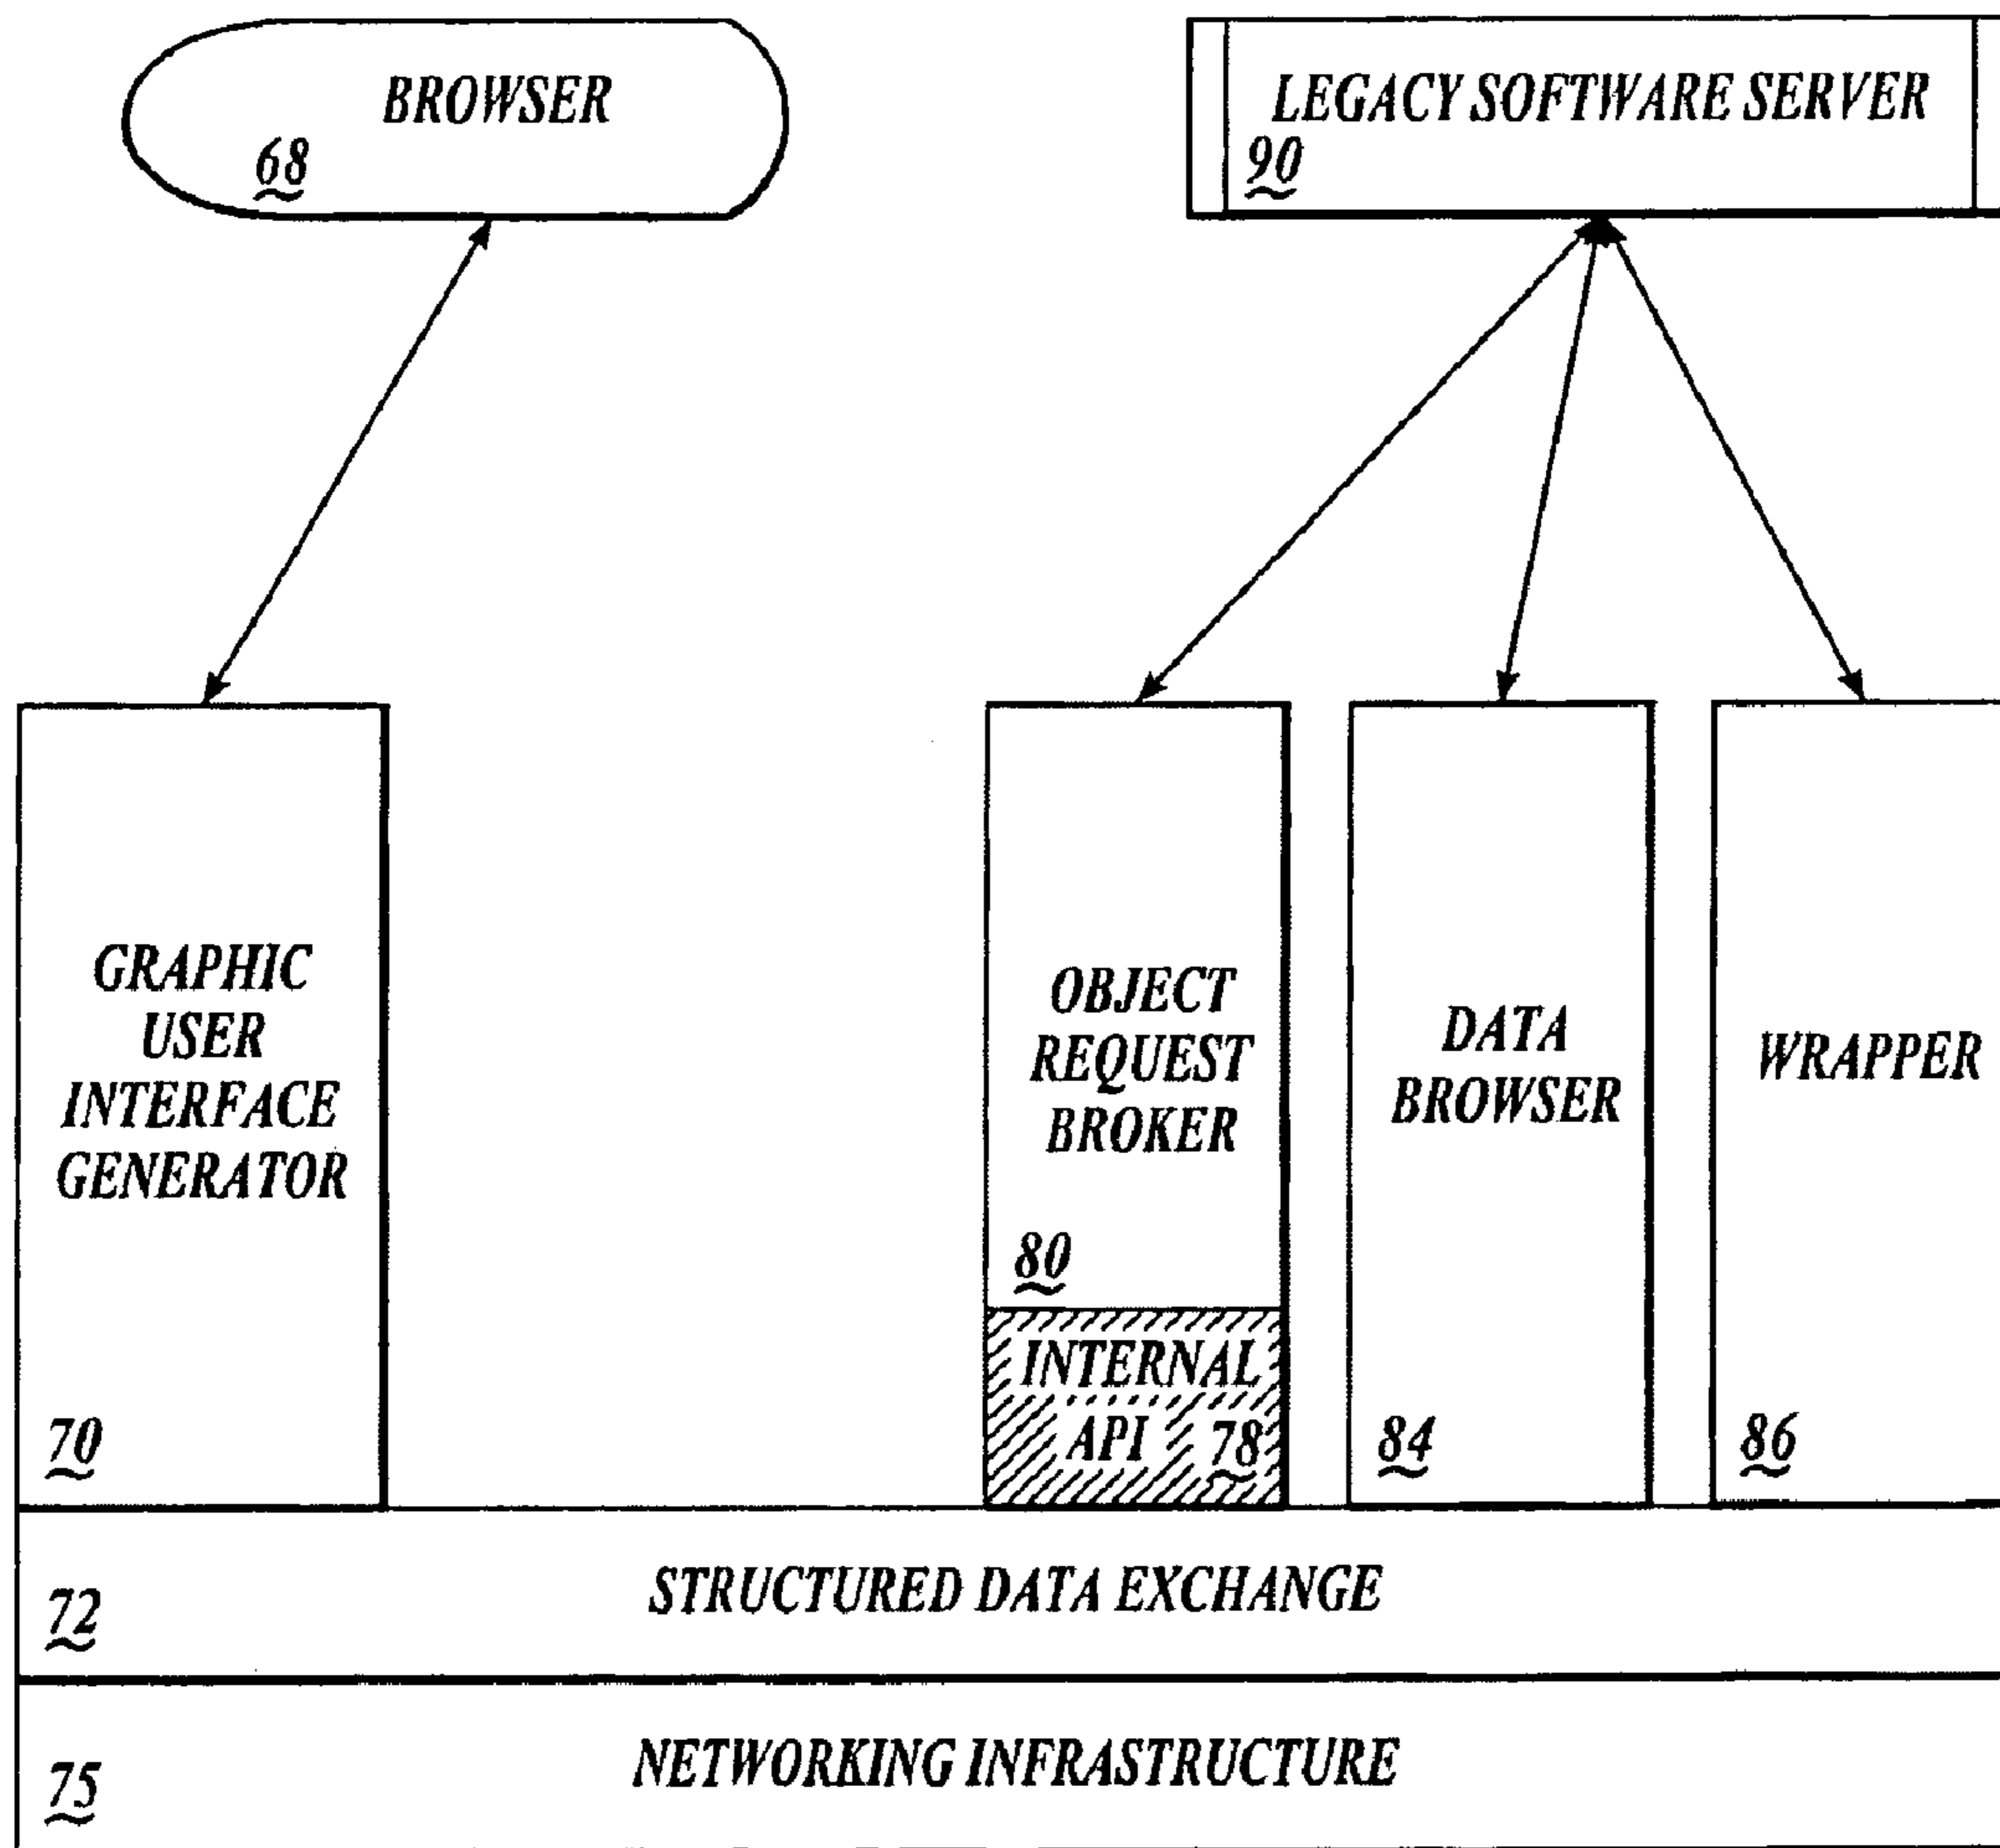 BROWSER
68
LEGACY SOFTWARE SERVER
90
GRAPHIC
USER
INTERFACE
GENERATOR
70
OBJECT
REQUEST
BROKER
80
INTERNAL
API 78
DATA
BROWSER
84
WRAPPER
86
STRUCTURED DATA EXCHANGE
72
NETWORKING INFRASTRUCTURE
75